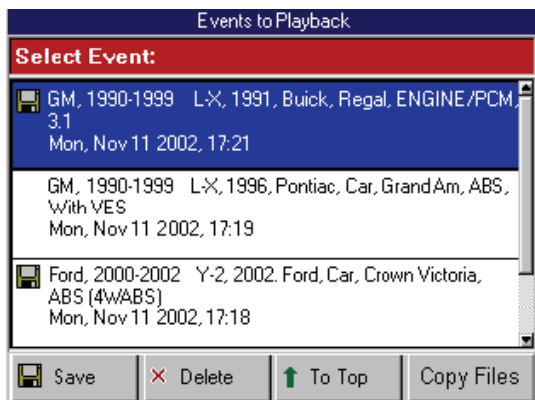 Events to Playback
Select Event:
GM, 1990-1999 L-X, 1991, Buick, Regal, ENGINE/PCM,
3.1
Mon, Nov 11 2002, 17:21
GM, 1990-1999 L-X, 1996, Pontiac, Car, Grand Am, ABS,
With VES
Mon, Nov 11 2002, 17:19
Ford, 2000-2002 Y-2, 2002. Ford, Car, Crown Victoria,
ABS (4WABS)
Mon, Nov 11 2002, 17:18
Save Delete To Top Copy Files